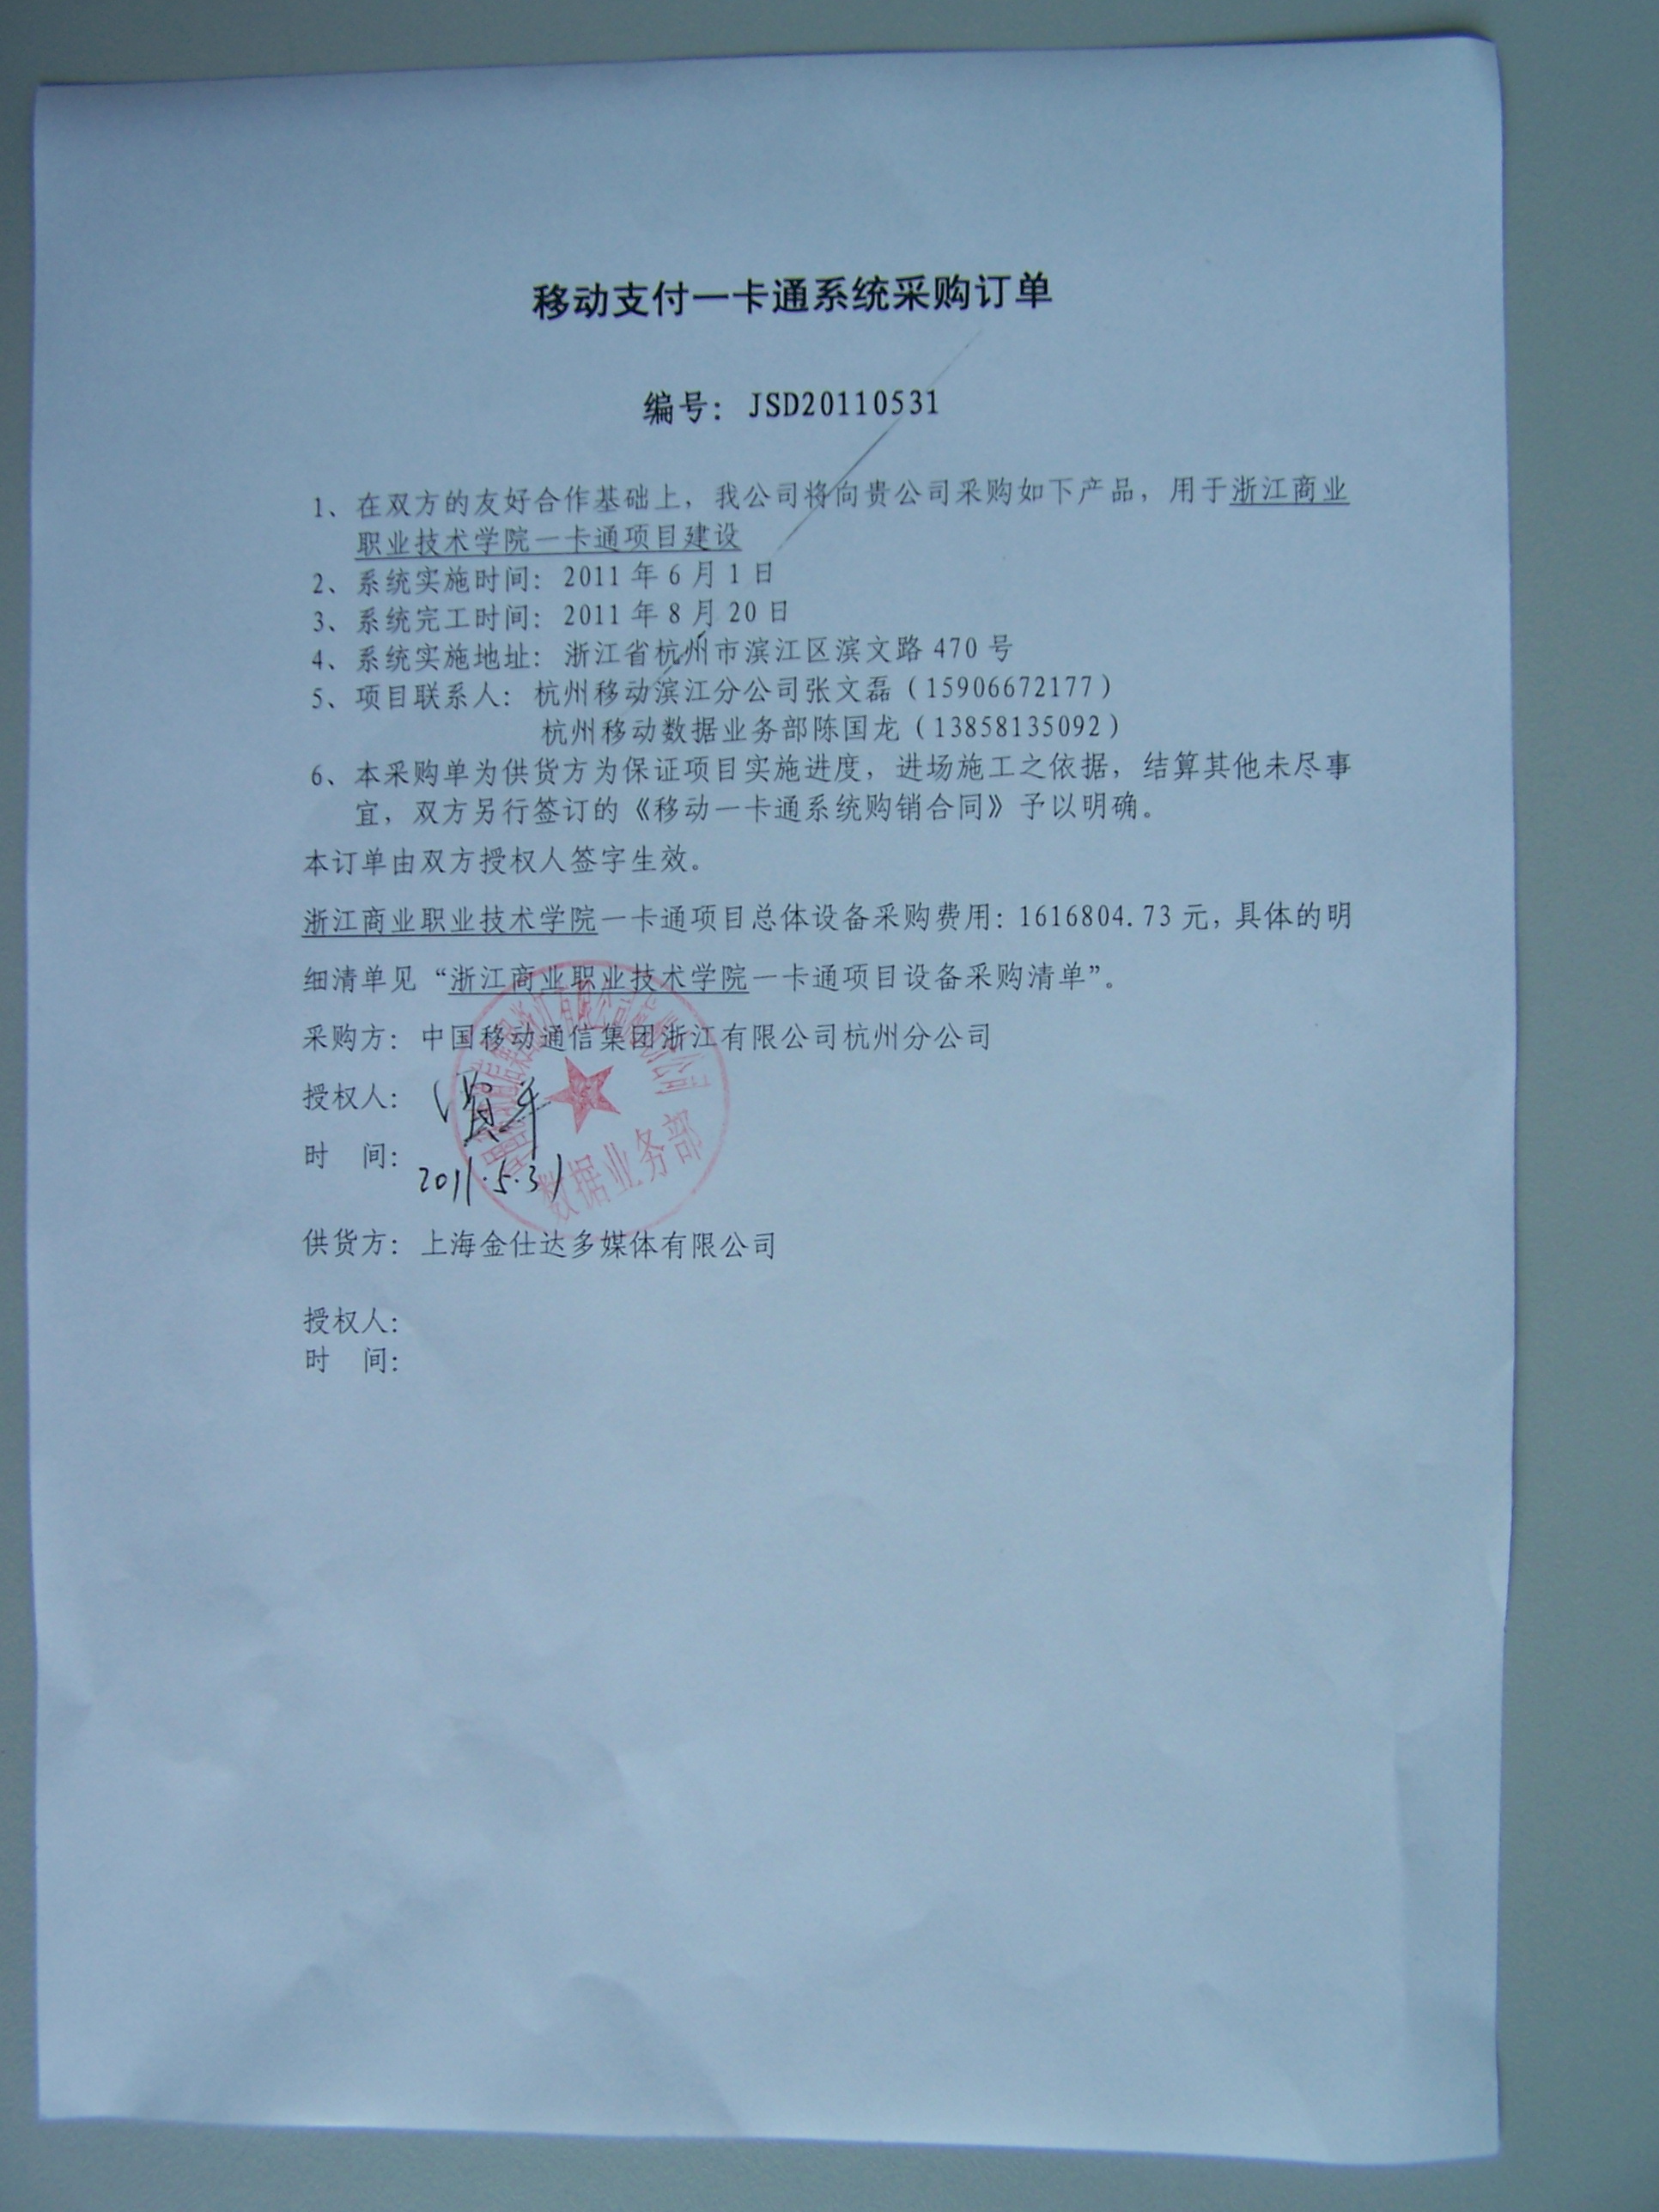 移动支付一卡通系统采购订单
编号：JSD20110531
1、在双方的友好合作基础上，我公司将向贵公司采购如下产品，用于浙江商业
职业技术学院一卡通项目建设
2、系统实施时间：2011 年 6 月 1 日
3、系统完工时间：2011 年 8 月 20 日
4、系统实施地址：浙江省杭州市滨江区滨文路 470 号
5、项目联系人：杭州移动滨江分公司张文磊（15906672177）
杭州移动数据业务部陈国龙（13858135092）
6、本采购单为供货方为保证项目实施进度，进场施工之依据，结算其他未尽事
宜，双方另行签订的《移动一卡通系统购销合同》予以明确。
本订单由双方授权人签字生效。
浙江商业职业技术学院一卡通项目总体设备采购费用：1616804.73 元，具体的明
细清单见“浙江商业职业技术学院一卡通项目设备采购清单”。
采购方：中国移动通信集团浙江有限公司杭州分公司
授权人：
时 间：2011.5.31
数据业务部
供货方：上海金仕达多媒体有限公司
授权人：
时 间：